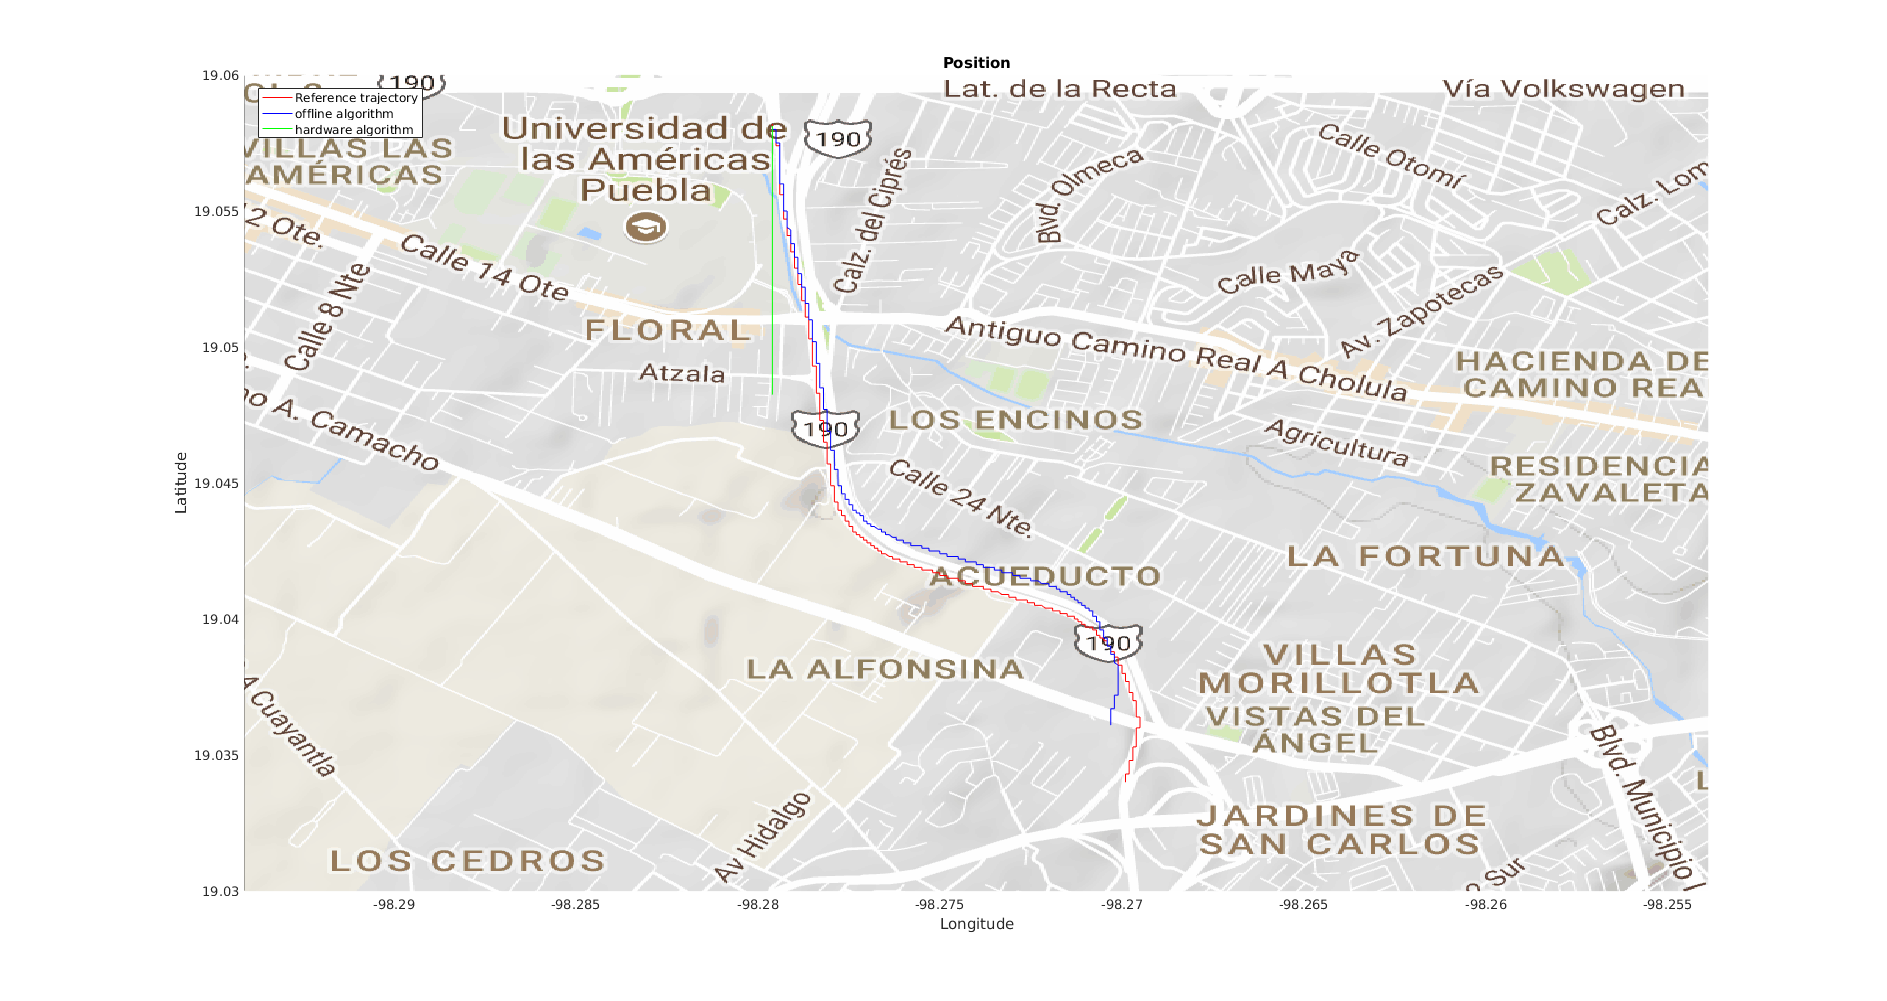 Position
19.06
190
Lat. de la Recta
Vía Volkswagen
Reference trajectory
offline algorithm
hardware algorithm
Universidad de
las Américas
Puebla
190
VILLAS LAS
AMÉRICAS
Calz. del Ciprés
Blvd. Olmeca
Calle Otomí
Calz. Lom
19.055
2 Ote.
Calle 14 Ote
Calle 8 Nte
Calle Maya
Av. Zapotecas
FLORAL
Antiguo Camino Real A Cholula
19.05
Atzala
HACIENDA DE
CAMINO REA
no A. Camacho
190
LOS ENCINOS
Agricultura
Calle 24 Nte.
RESIDENCIA
ZAVALETA
Latitude
19.045
ACUEDUCTO
LA FORTUNA
19.04
190
LA ALFONSINA
VILLAS
MORILLOTLA
VISTAS DEL
ÁNGEL
A Cuayantla
19.035
Blvd. Municipio
L
Av Hidalgo
JARDINES DE
SAN CARLOS
LOS CEDROS
o Sur
19.03
-98.29
-98.285
-98.28
-98.275
-98.27
-98.265
-98.26
-98.255
Longitude